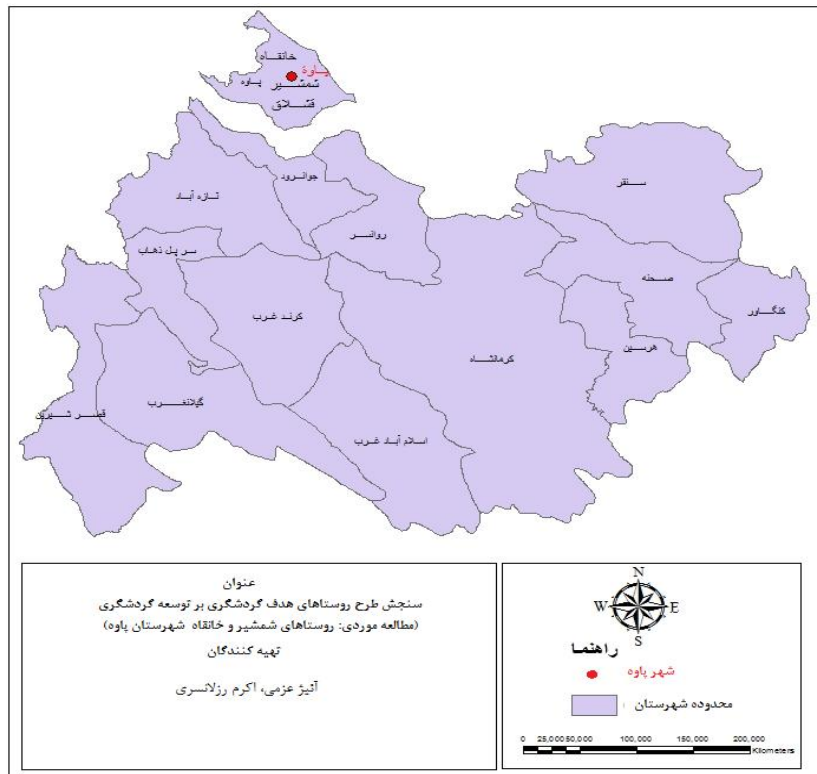 خانقاه
پاوه
پاوه
شمشیر
قشلاق
سنقر
جوانرود
تازه آباد
روانسر
سر پل ذهاب
صحنه
کنگاور
کرند غرب
هرسین
کرمانشاه
گیلانغرب
قصر شیرین
اسلام آباد غرب
عنوان
سنجش طرح روستاهای هدف گردشگری بر توسعه گردشگری
(مطالعه موردی: روستاهای شمشیر و خانقاه شهرستان پاوه)
تهیه کنندگان
آئیژ عزمی، اکرم رزلانسری
N
W E
S
راهنما
شهر پاوه
محدوده شهرستان
0 25,000 50,000 100,000 150,000 200,000
Kilometers